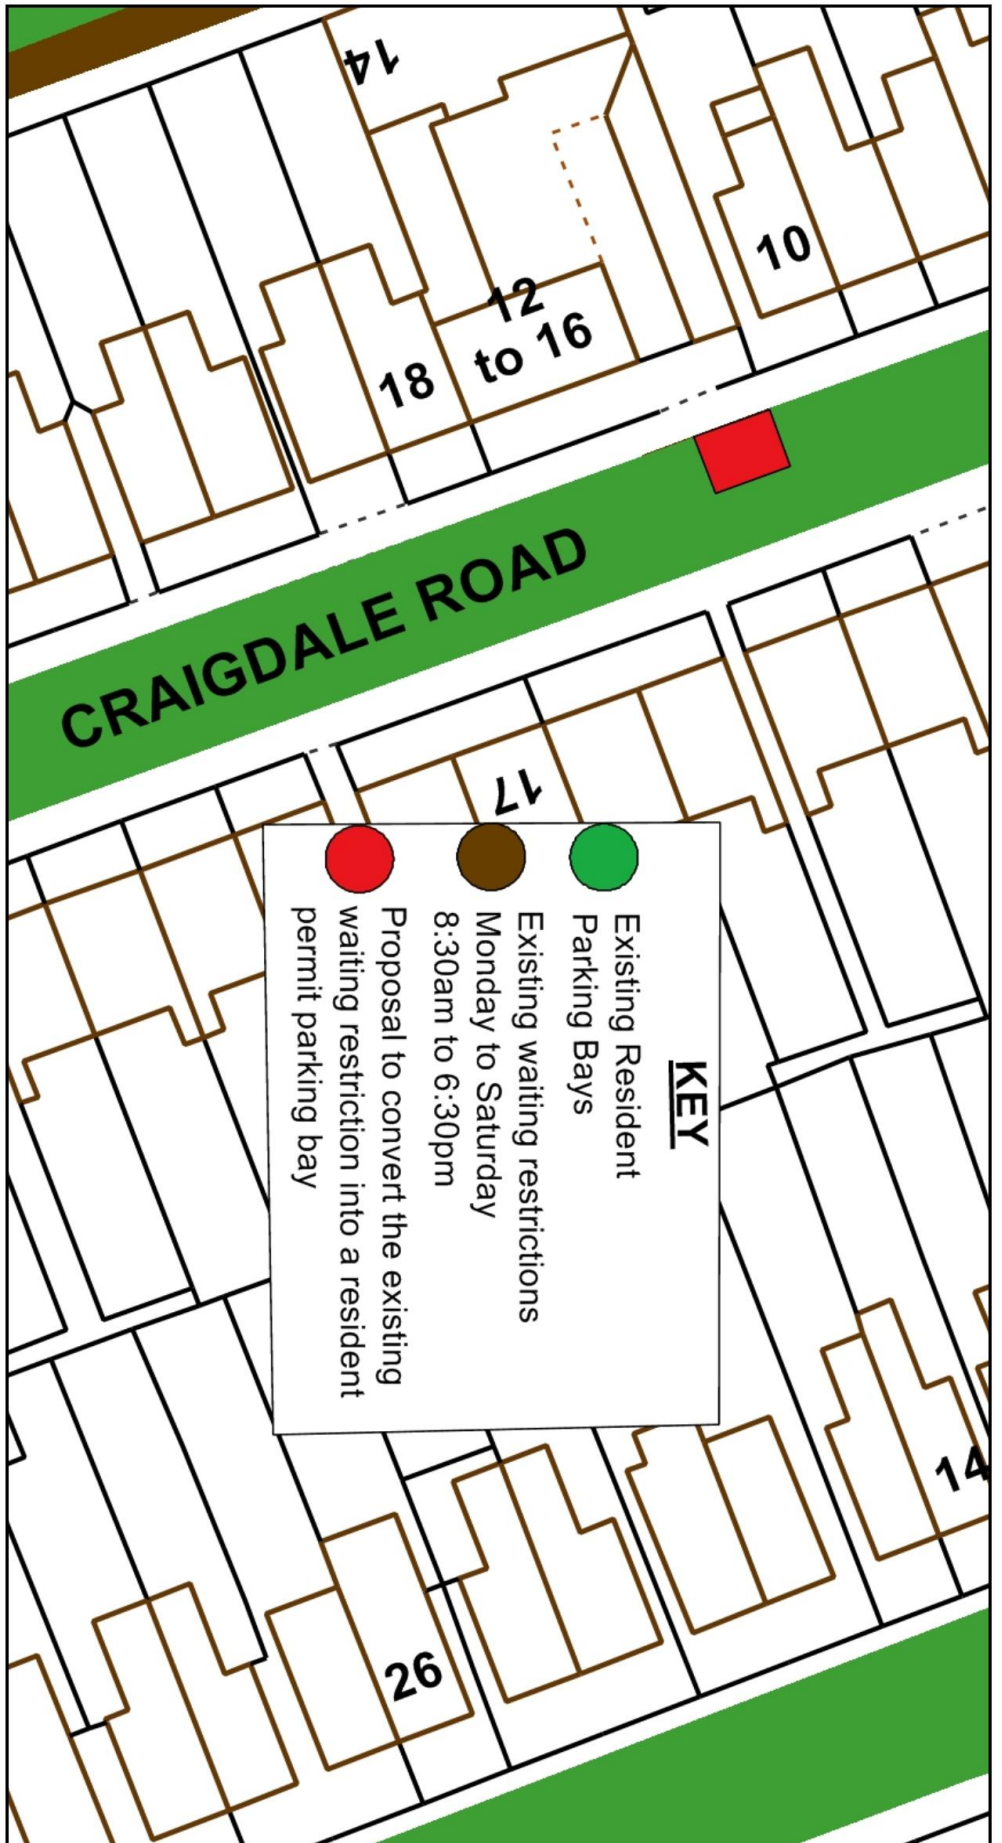 14
10
12
to 16
18
CRAIGDALE ROAD
17
KEY
Existing Resident
Parking Bays
Existing waiting restrictions
Monday to Saturday
8:30am to 6:30pm
Proposal to convert the existing
waiting restriction into a resident
permit parking bay
14
26